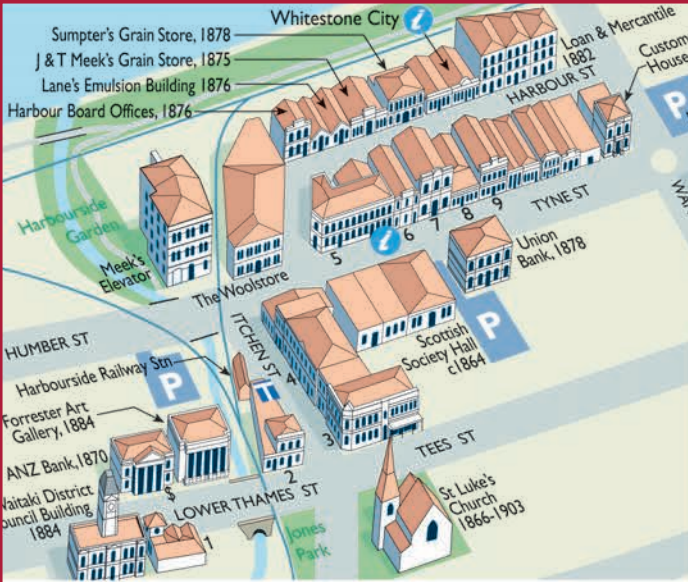 Whitestone City i
Sumpter's Grain Store, 1878
J & T Meek's Grain Store, 1875
Lane's Emulsion Building 1876
Harbour Board Offices, 1876
Loan & Mercantile
1882
HARBOUR ST
Custom
House
P
Harbourside
Garden
Meek's
Elevator
The Woolstore
5
i
6
7
8
9
TYNE ST
WA
Union
Bank, 1878
P
Scottish
Society Hall
c1864
HUMBER ST
ITCHEN ST
Harbourside Railway Stn
P
4
3
TEES ST
Forrester Art
Gallery, 1884
ANZ Bank, 1870
$
2
LOWER THAMES ST
Waitaki District
Council Building
1884
1
Jones
Park
St Luke's
Church
1866-1903